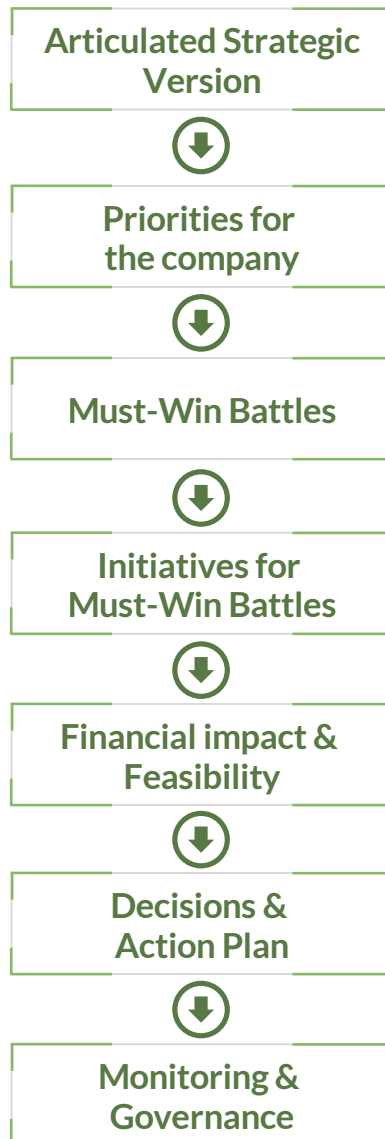 Articulated Strategic
Version
Priorities for
the company
Must-Win Battles
Initiatives for
Must-Win Battles
Financial impact &
Feasibility
Decisions &
Action Plan
Monitoring &
Governance